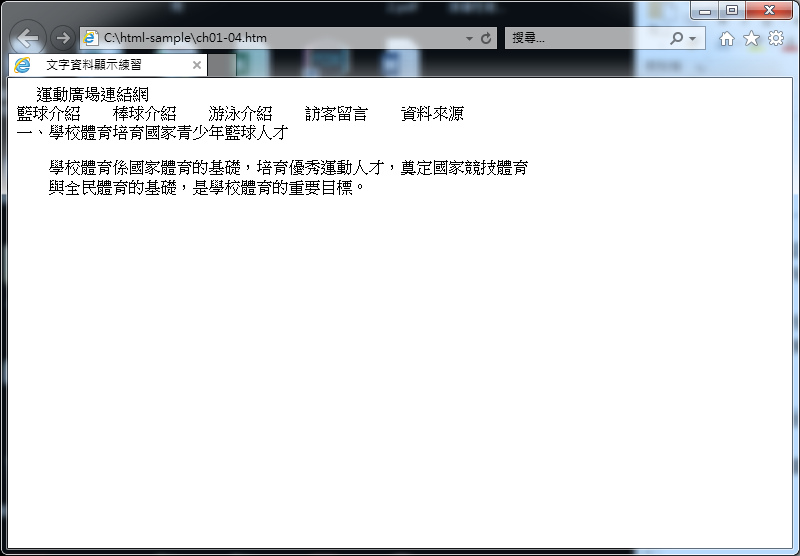 C:\html-sample\ch01-04.htm
搜尋...
文字資料顯示練習
運動廣場連結網
籃球介紹　　棒球介紹　　游泳介紹　　訪客留言　　資料來源
一、學校體育培育國家青少年籃球人才
學校體育係國家體育的基礎，培育優秀運動人才，奠定國家競技體育
與全民體育的基礎，是學校體育的重要目標。